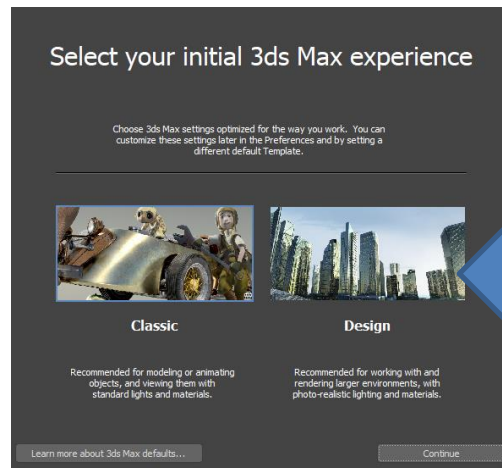 Select your initial 3ds Max experience
Choose 3ds Max settings optimized for the way you work. You can
customize these settings later in the Preferences and by setting a
different default Template.
Classic
Design
Recommended for modeling or animating
objects, and viewing them with
standard lights and materials.
Recommended for working with and
rendering larger environments, with
photo-realistic lighting and materials.
Learn more about 3ds Max defaults...
Continue